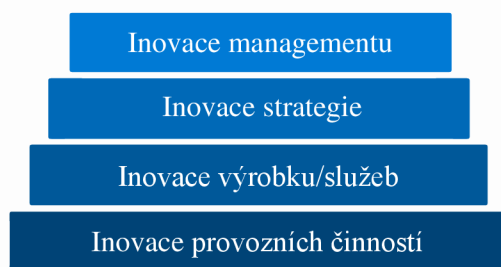 Inovace managementu
Inovace strategie
Inovace výrobku/služeb
Inovace provozních činností